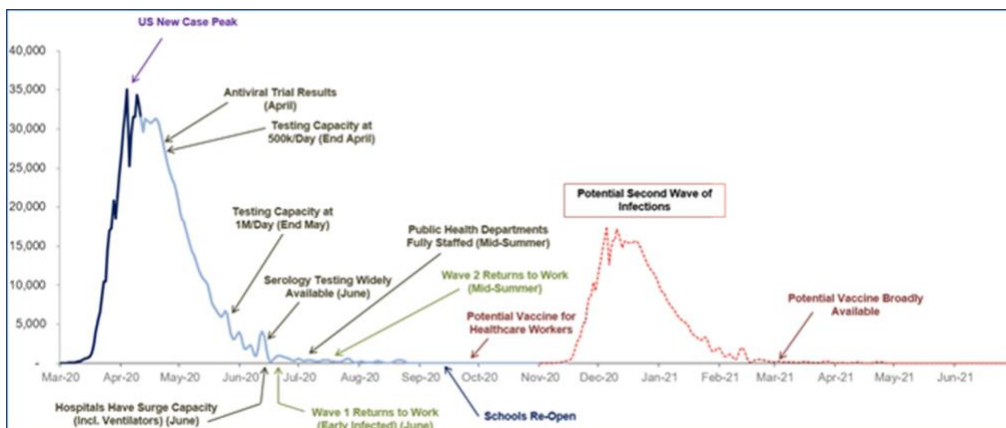 US New Case Peak
40,000
35,000
30,000
25,000
20,000
15,000
10,000
5,000
-
Antiviral Trial Results
(April)
Testing Capacity at
500k/Day (End April)
Testing Capacity at
1M/Day (End May)
Serology Testing Widely
Available (June)
Public Health Departments
Fully Staffed (Mid-Summer)
Wave 2 Returns to Work
(Mid-Summer)
Potential Vaccine for
Healthcare Workers
Potential Second Wave of
Infections
Potential Vaccine Broadly
Available
Mar-20 Apr-20 May-20 Jun-20 Jul-20 Aug-20 Sep-20 Oct-20 Nov-20 Dec-20 Jan-21 Feb-21 Mar-21 Apr-21 May-21 Jun-21
Hospitals Have Surge Capacity
(Incl. Ventilators) (June)
Wave 1 Returns to Work
(Early Infected) (June)
Schools Re-Open